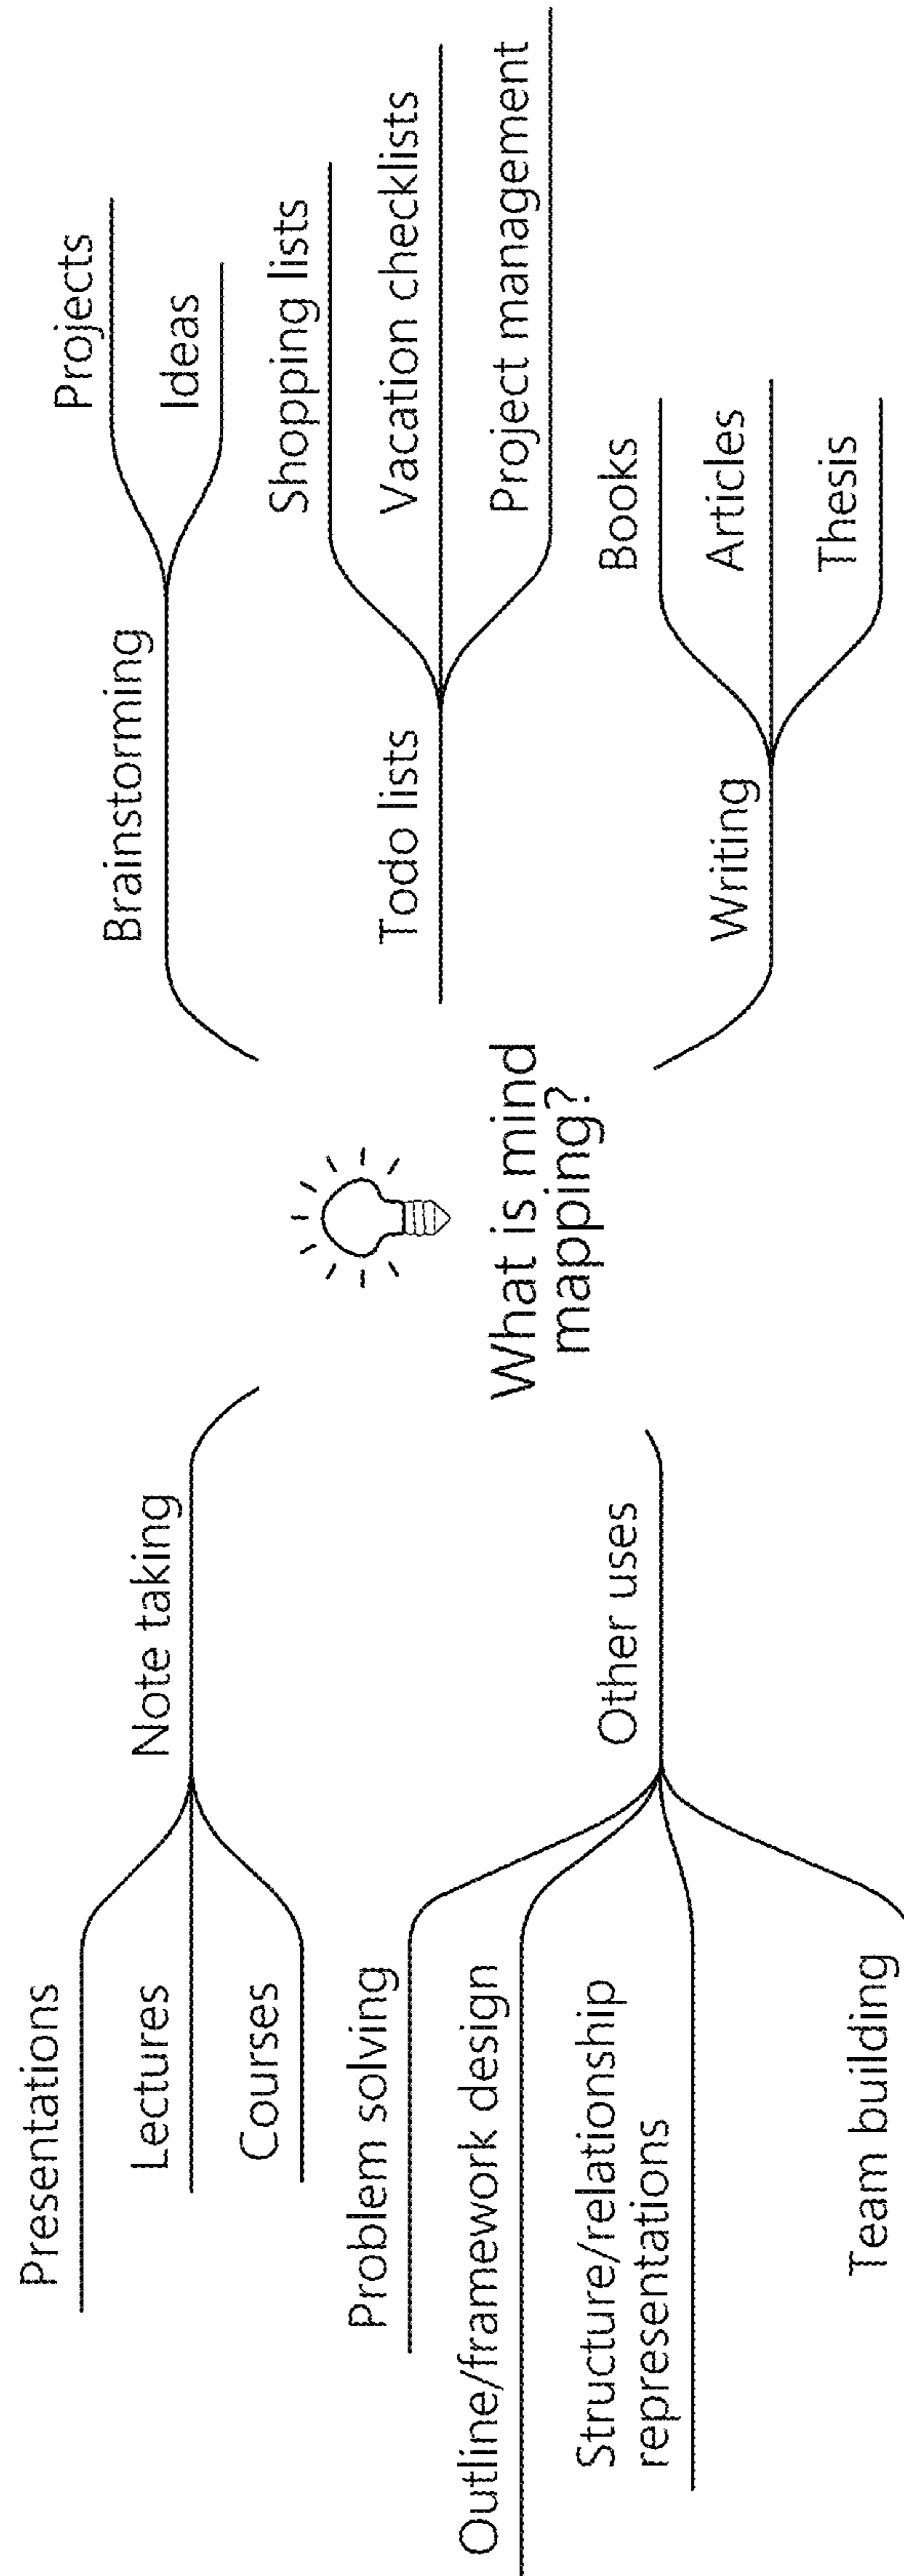 Presentations
Lectures
Courses
Note taking
Problem solving
Outline/framework design
Structure/relationship
representations
Team building
Other uses
What is mind
mapping?
Brainstorming
Projects
Ideas
Todo lists
Shopping lists
Vacation checklists
Project management
Writing
Books
Articles
Thesis